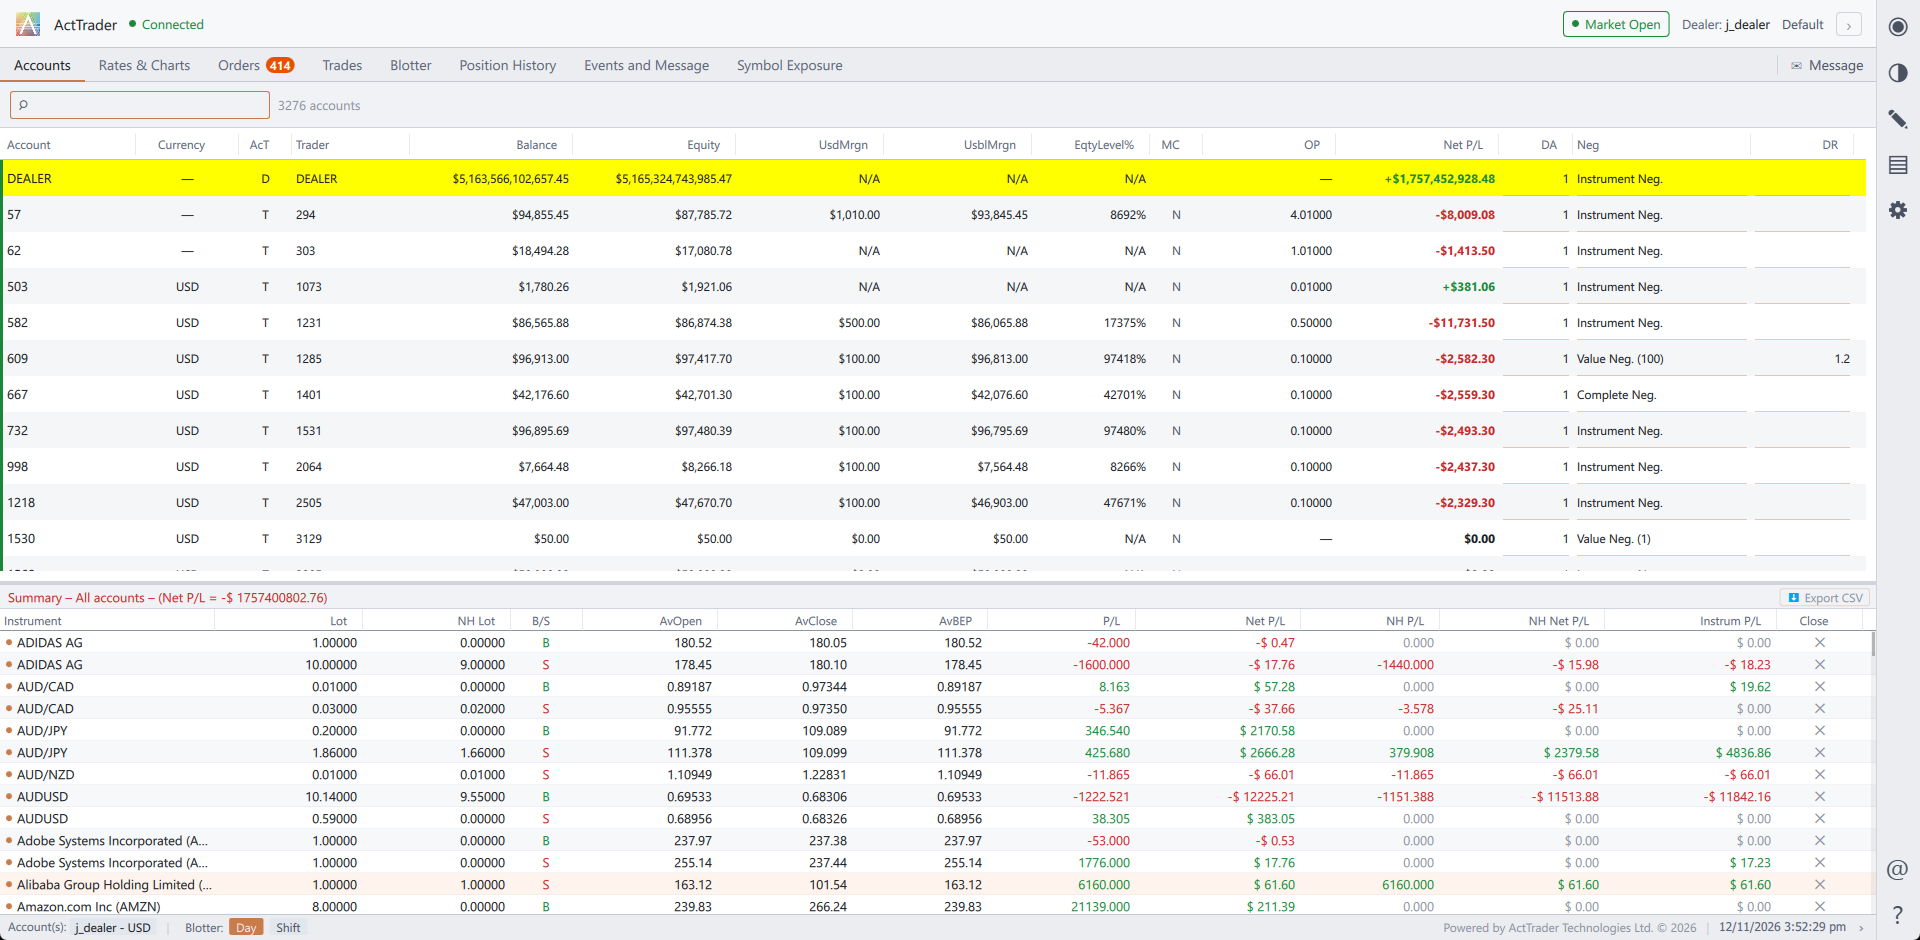 ActTrader Connected Market Open Dealer: j_dealer Default
Accounts Rates & Charts Orders 414 Trades Blotter Position History Events and Message Symbol Exposure Message
3276 accounts
Account Currency AcT Trader Balance Equity UsdMrgn UsblMrgn EqtyLevel% MC OP Net P/L DA Neg DR
DEALER — D DEALER $5,163,566,102,657.45 $5,165,324,743,985.47 N/A N/A N/A — +$1,757,452,928.48 1 Instrument Neg.
57 — T 294 $94,855.45 $87,785.72 $1,010.00 $93,845.45 8692% N 4.01000 -$8,009.08 1 Instrument Neg.
62 — T 303 $18,494.28 $17,080.78 N/A N/A N/A N 1.01000 -$1,413.50 1 Instrument Neg.
503 USD T 1073 $1,780.26 $1,921.06 N/A N/A N/A N 0.01000 +$381.06 1 Instrument Neg.
582 USD T 1231 $86,565.88 $86,874.38 $500.00 $86,065.88 17375% N 0.50000 -$11,731.50 1 Instrument Neg.
609 USD T 1285 $96,913.00 $97,417.70 $100.00 $96,813.00 97418% N 0.10000 -$2,582.30 1 Value Neg. (100) 1.2
667 USD T 1401 $42,176.60 $42,701.30 $100.00 $42,076.60 42701% N 0.10000 -$2,559.30 1 Complete Neg.
732 USD T 1531 $96,895.69 $97,480.39 $100.00 $96,795.69 97480% N 0.10000 -$2,493.30 1 Instrument Neg.
998 USD T 2064 $7,664.48 $8,266.18 $100.00 $7,564.48 8266% N 0.10000 -$2,437.30 1 Instrument Neg.
1218 USD T 2505 $47,003.00 $47,670.70 $100.00 $46,903.00 47671% N 0.10000 -$2,329.30 1 Instrument Neg.
1530 USD T 3129 $50.00 $50.00 $0.00 $50.00 N/A N — $0.00 1 Value Neg. (1)
Summary – All accounts – (Net P/L = -$ 1757400802.76) Export CSV
Instrument Lot NH Lot B/S AvOpen AvClose AvBEP P/L Net P/L NH P/L NH Net P/L Instrum P/L Close
ADIDAS AG 1.00000 0.00000 B 180.52 180.05 180.52 -42.000 -$ 0.47 0.000 $ 0.00 $ 0.00
ADIDAS AG 10.00000 9.00000 S 178.45 180.10 178.45 -1600.000 -$ 17.76 -1440.000 -$ 15.98 -$ 18.23
AUD/CAD 0.01000 0.00000 B 0.89187 0.97344 0.89187 8.163 $ 57.28 0.000 $ 0.00 $ 19.62
AUD/CAD 0.03000 0.02000 S 0.95555 0.97350 0.95555 -5.367 -$ 37.66 -3.578 -$ 25.11 $ 0.00
AUD/JPY 0.20000 0.00000 B 91.772 109.089 91.772 346.540 $ 2170.58 0.000 $ 0.00 $ 0.00
AUD/JPY 1.86000 1.66000 S 111.378 109.099 111.378 425.680 $ 2666.28 379.908 $ 2379.58 $ 4836.86
AUD/NZD 0.01000 0.01000 S 1.10949 1.22831 1.10949 -11.865 -$ 66.01 -11.865 -$ 66.01 -$ 66.01
AUDUSD 10.14000 9.55000 B 0.69533 0.68306 0.69533 -1222.521 -$ 12225.21 -1151.388 -$ 11513.88 -$ 11842.16
AUDUSD 0.59000 0.00000 S 0.68956 0.68326 0.68956 38.305 $ 383.05 0.000 $ 0.00 $ 0.00
Adobe Systems Incorporated (A... 1.00000 0.00000 B 237.97 237.38 237.97 -53.000 -$ 0.53 0.000 $ 0.00 $ 0.00
Adobe Systems Incorporated (A... 1.00000 0.00000 S 255.14 237.44 255.14 1776.000 $ 17.76 0.000 $ 0.00 $ 17.23
Alibaba Group Holding Limited (... 1.00000 1.00000 S 163.12 101.54 163.12 6160.000 $ 61.60 6160.000 $ 61.60 $ 61.60
Amazon.com Inc (AMZN) 8.00000 0.00000 B 239.83 266.24 239.83 21139.000 $ 211.39 0.000 $ 0.00 $ 0.00
Account(s): j_dealer - USD Blotter: Day Shift Powered by ActTrader Technologies Ltd. © 2026 12/11/2026 3:52:29 pm